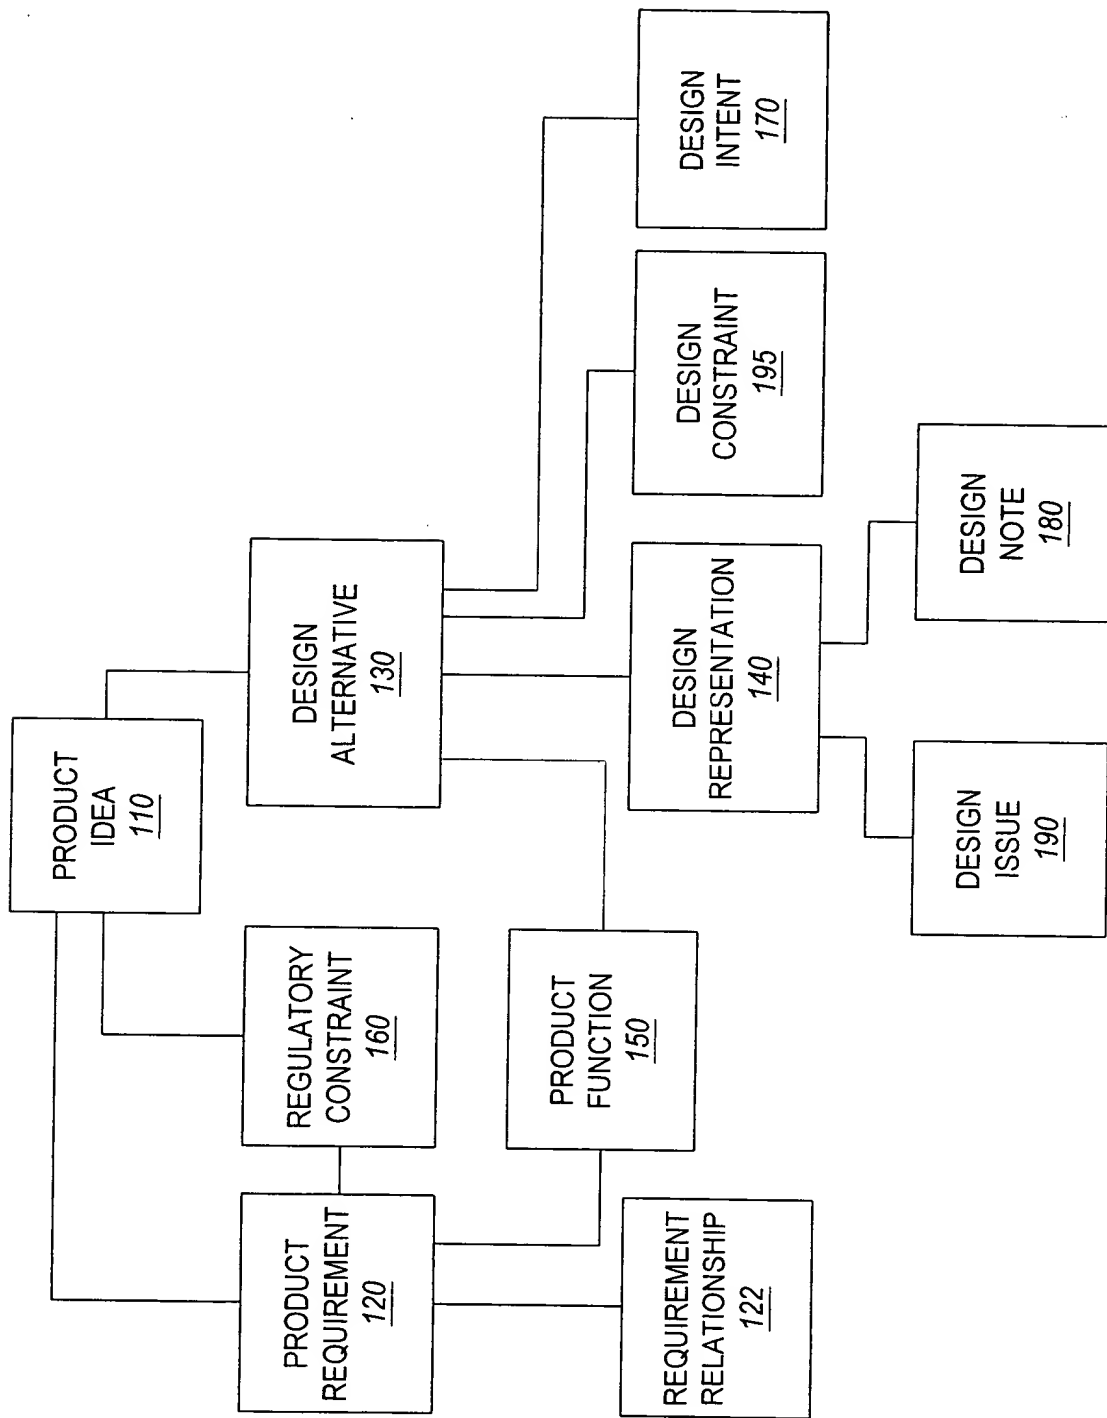 PRODUCT
IDEA
110
PRODUCT
REQUIREMENT
120
REGULATORY
CONSTRAINT
160
DESIGN
ALTERNATIVE
130
PRODUCT
FUNCTION
150
REQUIREMENT
RELATIONSHIP
122
DESIGN
REPRESENTATION
140
DESIGN
CONSTRAINT
195
DESIGN
INTENT
170
DESIGN
ISSUE
190
DESIGN
NOTE
180